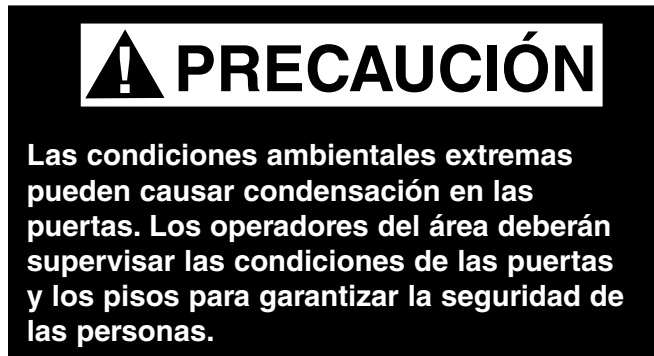 PRECAUCIÓN
Las condiciones ambientales extremas
pueden causar condensación en las
puertas. Los operadores del área deberán
supervisar las condiciones de las puertas
y los pisos para garantizar la seguridad de
las personas.